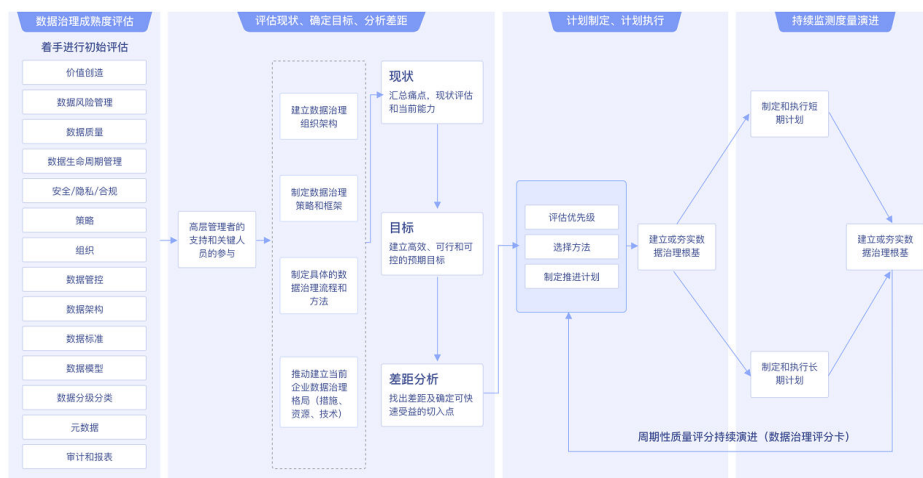 数据治理成熟度评估
着手进行初始评估
价值创造
数据风险管理
数据质量
数据生命周期管理
安全/隐私/合规
策略
组织
数据管控
数据架构
数据标准
数据模型
数据分级分类
元数据
审计和报表
评估现状、确定目标、分析差距
高层管理者的
支持和关键人
员的参与
建立数据治理
组织架构
制定数据治理
策略和框架
制定具体的数
据治理流程和
方法
推动建立当前
企业数据治理
格局（措施、
资源、技术）
现状
汇总痛点，现状评估
和当前能力
目标
建立高效、可行和可
控的预期目标
差距分析
找出差距及确定可快
速受益的切入点
计划制定、计划执行
评估优先级
选择方法
制定推进计划
建立或夯实数
据治理根基
持续监测度量演进
制定和执行短
期计划
制定和执行长
期计划
建立或夯实数
据治理根基
周期性质量评分持续演进（数据治理评分卡）